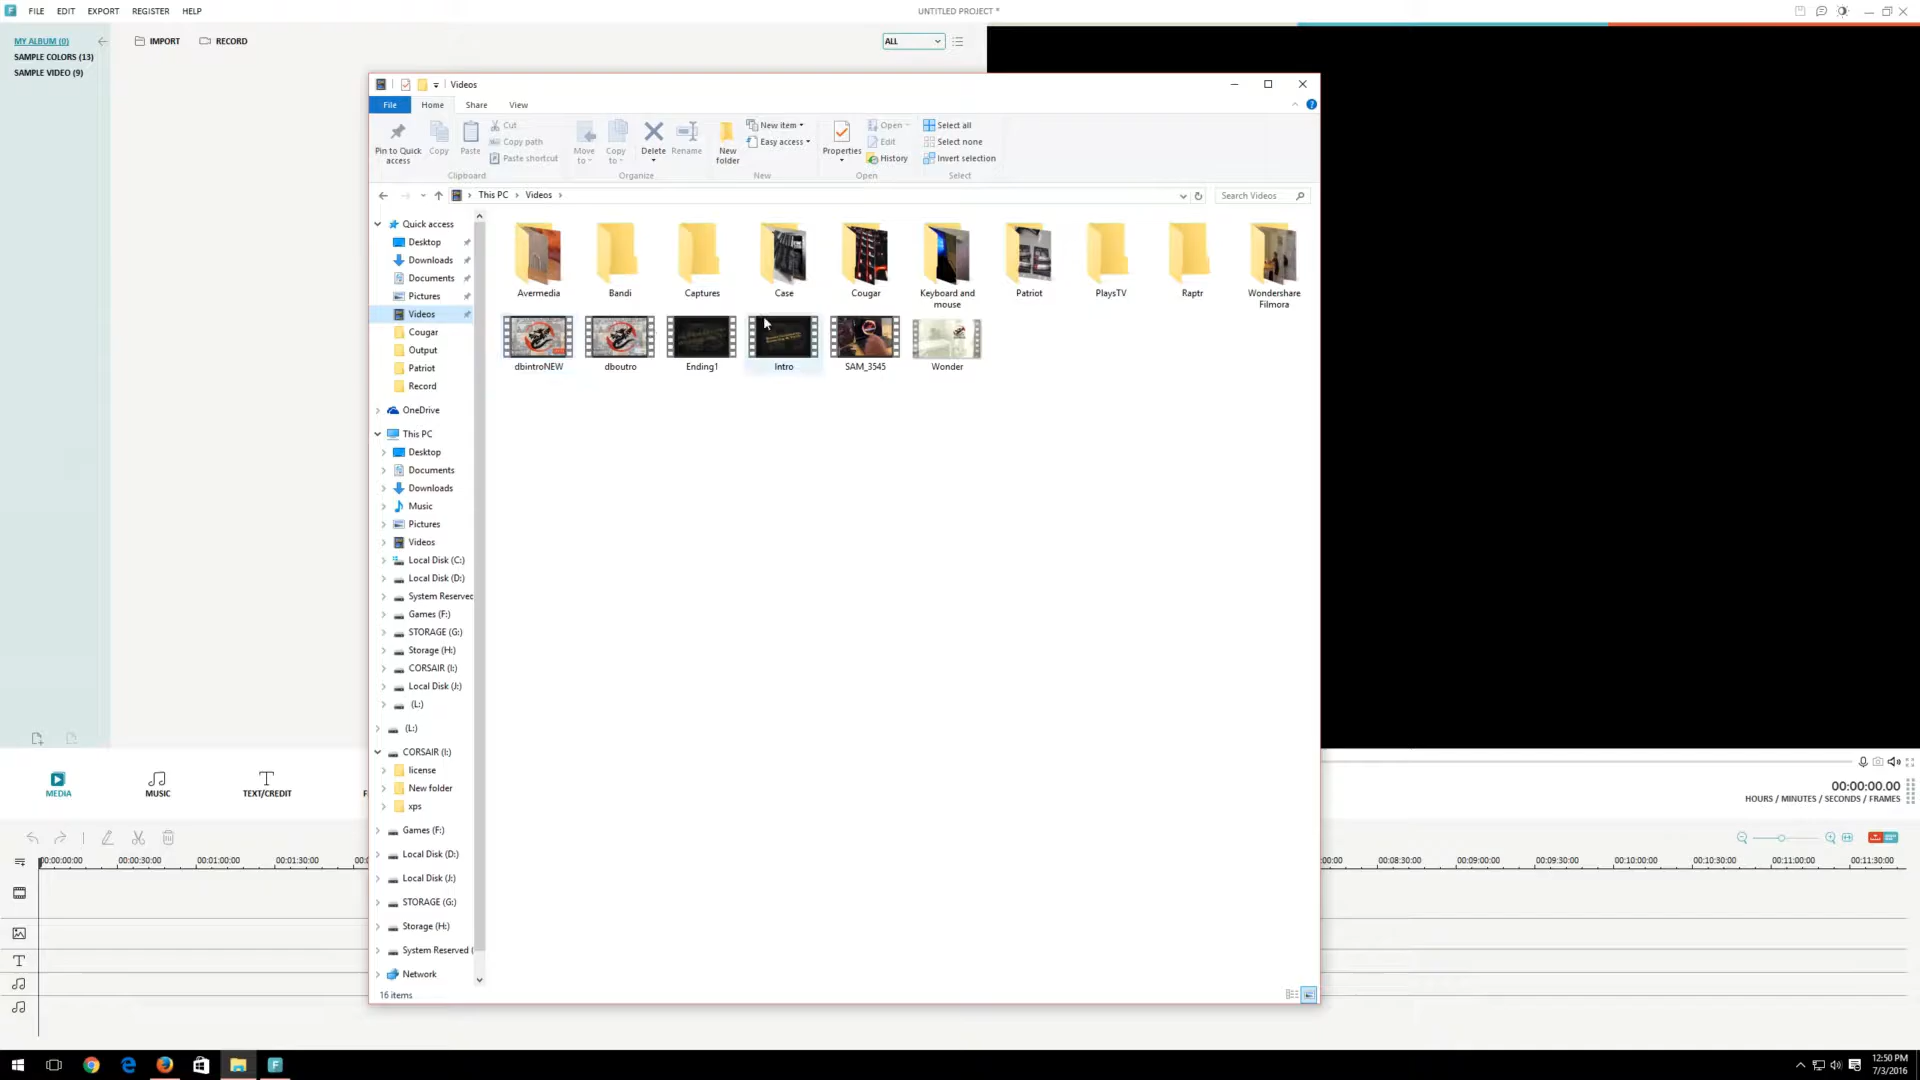 FILE EDIT EXPORT REGISTER HELP
UNTITLED PROJECT *
MY ALBUM (0)
SAMPLE COLORS (13)
SAMPLE VIDEO (9)
IMPORT RECORD
ALL
Videos
File Home Share View
Pin to Quick access
Copy
Paste
Cut
Copy path
Paste shortcut
Clipboard
Move to
Copy to
Delete
Rename
Organize
New folder
New item
Easy access
New
Properties
Open
Edit
History
Open
Select all
Select none
Invert selection
Select
This PC > Videos >
Search Videos
Quick access
Desktop
Downloads
Documents
Pictures
Videos
Cougar
Output
Patriot
Record
OneDrive
This PC
Desktop
Documents
Downloads
Music
Pictures
Videos
Local Disk (C:)
Local Disk (D:)
System Reserved
Games (F:)
STORAGE (G:)
Storage (H:)
CORSAIR (I:)
Local Disk (J:)
(L:)
(L:)
CORSAIR (I:)
license
New folder
xps
Games (F:)
Local Disk (D:)
Local Disk (J:)
STORAGE (G:)
Storage (H:)
System Reserved (
Network
Avermedia
Bandi
Captures
Case
Cougar
Keyboard and mouse
Patriot
PlaysTV
Raptr
Wondershare Filmora
dbintroNEW
dboutro
Ending1
Intro
SAM_3545
Wonder
16 items
MEDIA
MUSIC
TEXT/CREDIT
F
00:00:00.00
HOURS / MINUTES / SECONDS / FRAMES
00:00:00:00 00:00:30:00 00:01:00:00 00:01:30:00 00:0
00:00 00:08:30:00 00:09:00:00 00:09:30:00 00:10:00:00 00:10:30:00 00:11:00:00 00:11:30:00
12:50 PM
7/3/2016